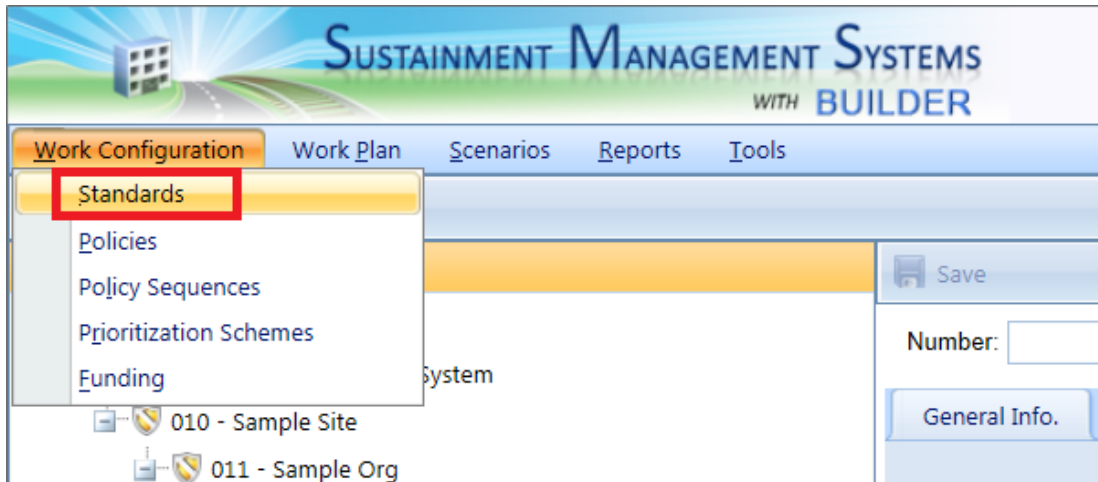 SUSTAINMENT MANAGEMENT SYSTEMS
WITH BUILDER
Work Configuration Work Plan Scenarios Reports Tools
Standards
Policies
Policy Sequences
Save
Prioritization Schemes
Number:
Funding
System
010 - Sample Site
General Info.
011 - Sample Org